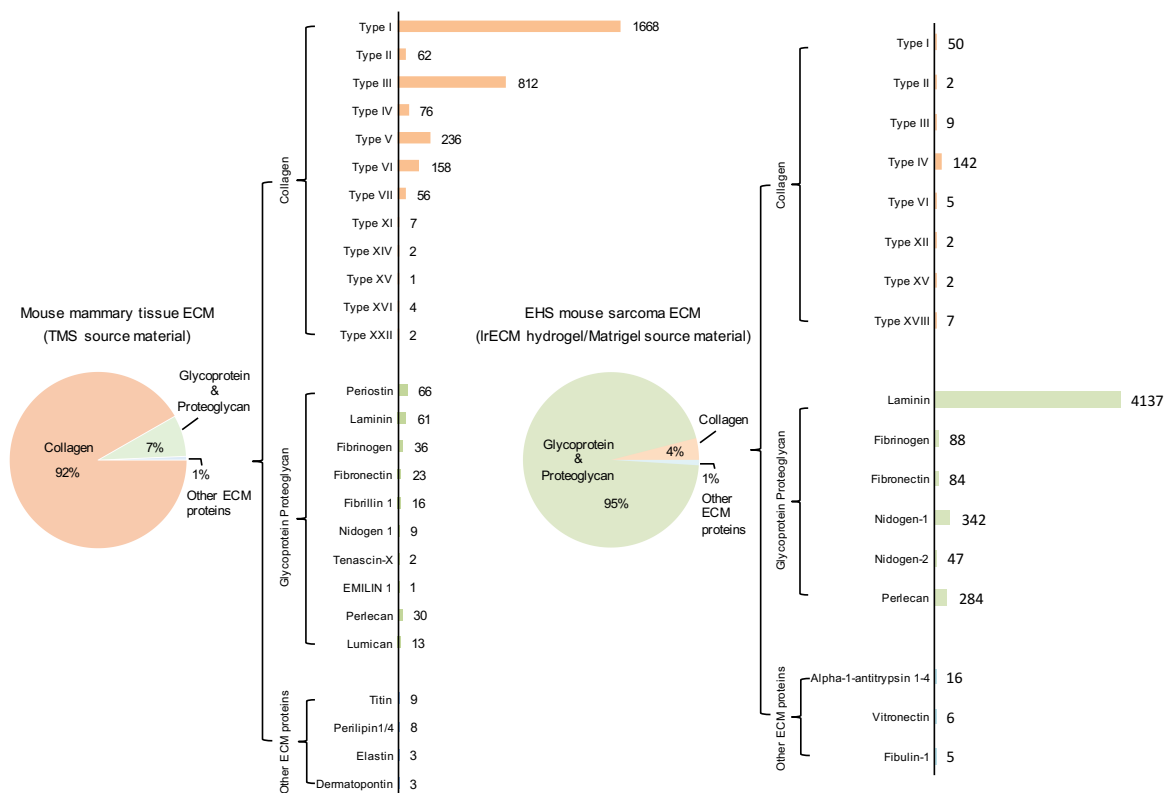 Mouse mammary tissue ECM
(TMS source material)
Glycoprotein
&
Proteoglycan
Collagen
92%
7%
1%
Other ECM
proteins
Collagen
Type I 1668
Type II 62
Type III 812
Type IV 76
Type V 236
Type VI 158
Type VII 56
Type XI 7
Type XIV 2
Type XV 1
Type XVI 4
Type XXII 2
Glycoprotein Proteoglycan
Periostin 66
Laminin 61
Fibrinogen 36
Fibronectin 23
Fibrillin 1 16
Nidogen 1 9
Tenascin-X 2
EMILIN 1 1
Perlecan 30
Lumican 13
Other ECM proteins
Titin 9
Perilipin1/4 8
Elastin 3
Dermatopontin 3
EHS mouse sarcoma ECM
(lrECM hydrogel/Matrigel source material)
Collagen
4%
Glycoprotein
&
Proteoglycan
95%
1%
Other
ECM
proteins
Collagen
Type I 50
Type II 2
Type III 9
Type IV 142
Type VI 5
Type XII 2
Type XV 2
Type XVIII 7
Glycoprotein Proteoglycan
Laminin 4137
Fibrinogen 88
Fibronectin 84
Nidogen-1 342
Nidogen-2 47
Perlecan 284
Other ECM proteins
Alpha-1-antitrypsin 1-4 16
Vitronectin 6
Fibulin-1 5